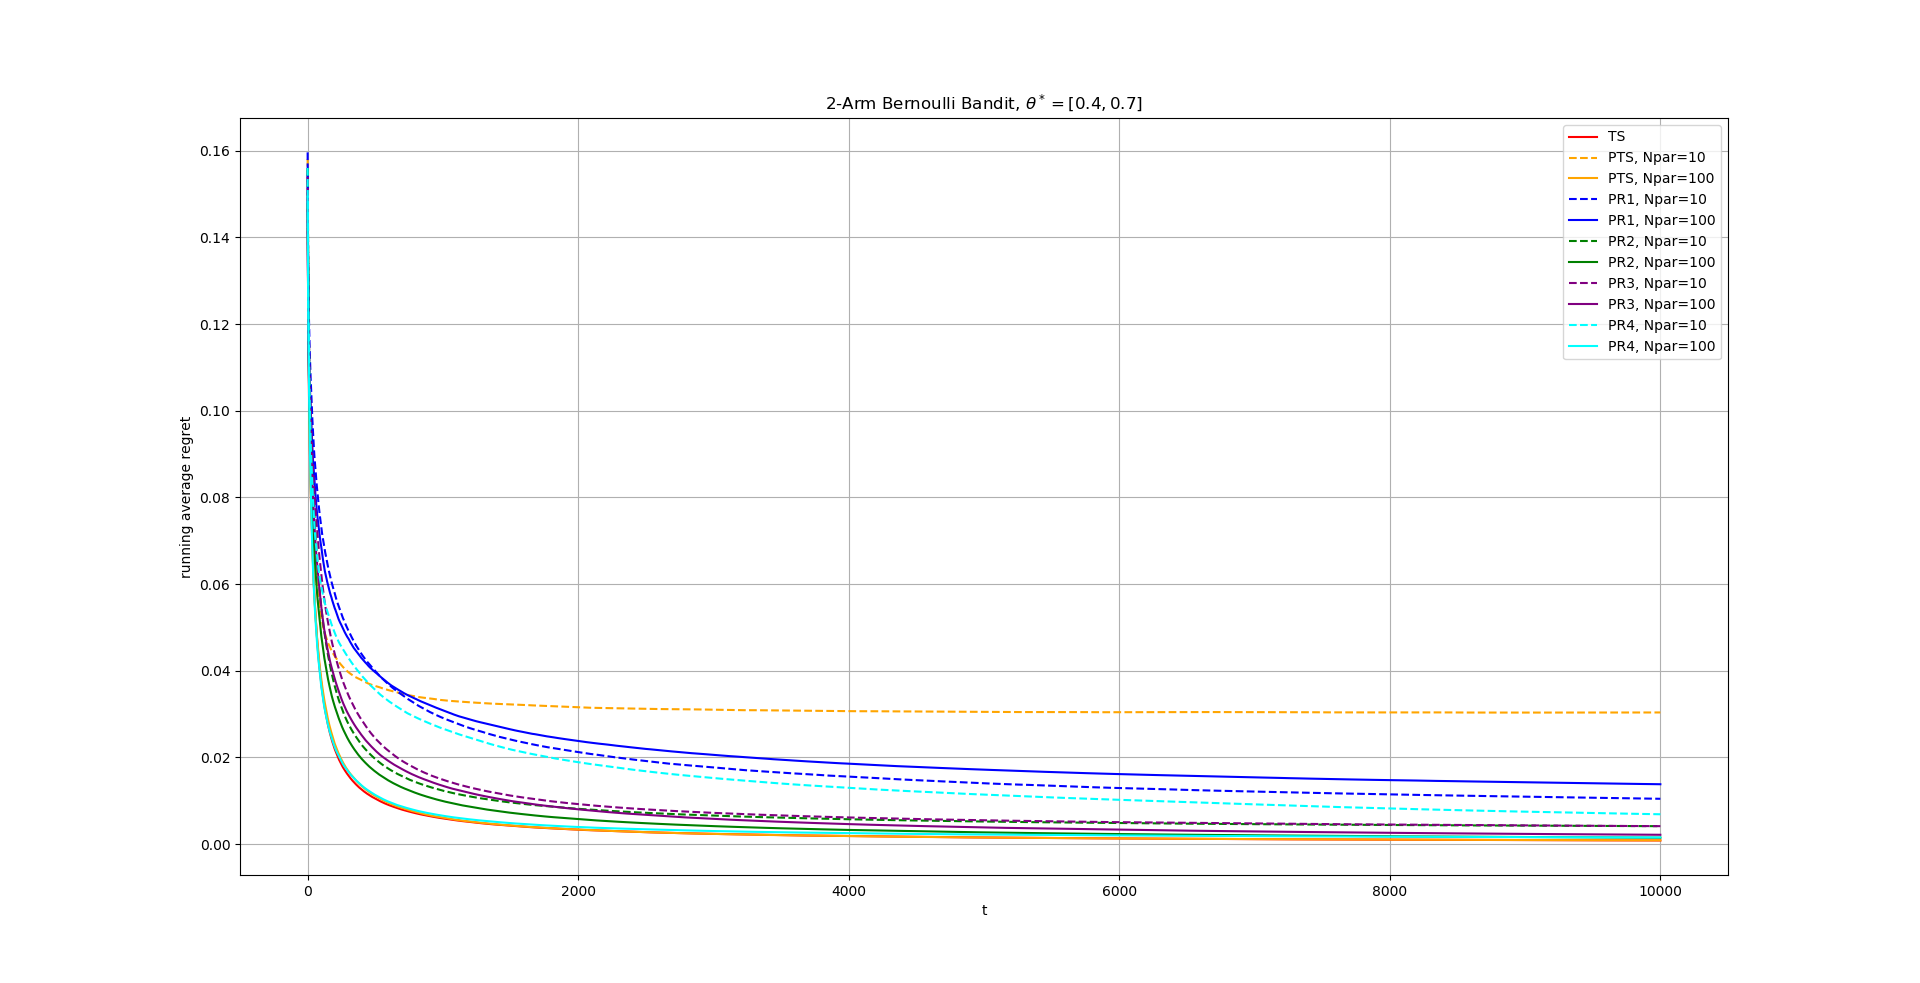 2-Arm Bernoulli Bandit, θ* = [0.4, 0.7]
running average regret
0.16
0.14
0.12
0.10
0.08
0.06
0.04
0.02
0.00
TS
PTS, Npar=10
PTS, Npar=100
PR1, Npar=10
PR1, Npar=100
PR2, Npar=10
PR2, Npar=100
PR3, Npar=10
PR3, Npar=100
PR4, Npar=10
PR4, Npar=100
0 2000 4000 6000 8000 10000
t